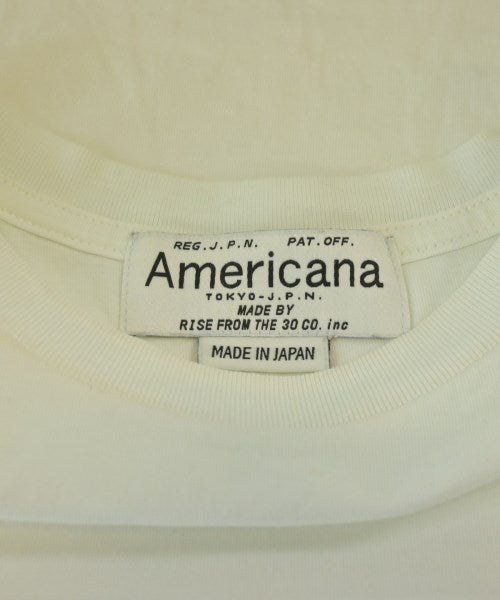 REG.J.P.N. PAT.OFF.
Americana
TOKYO-J.P.N.
MADE BY
RISE FROM THE 30 CO. inc
MADE IN JAPAN